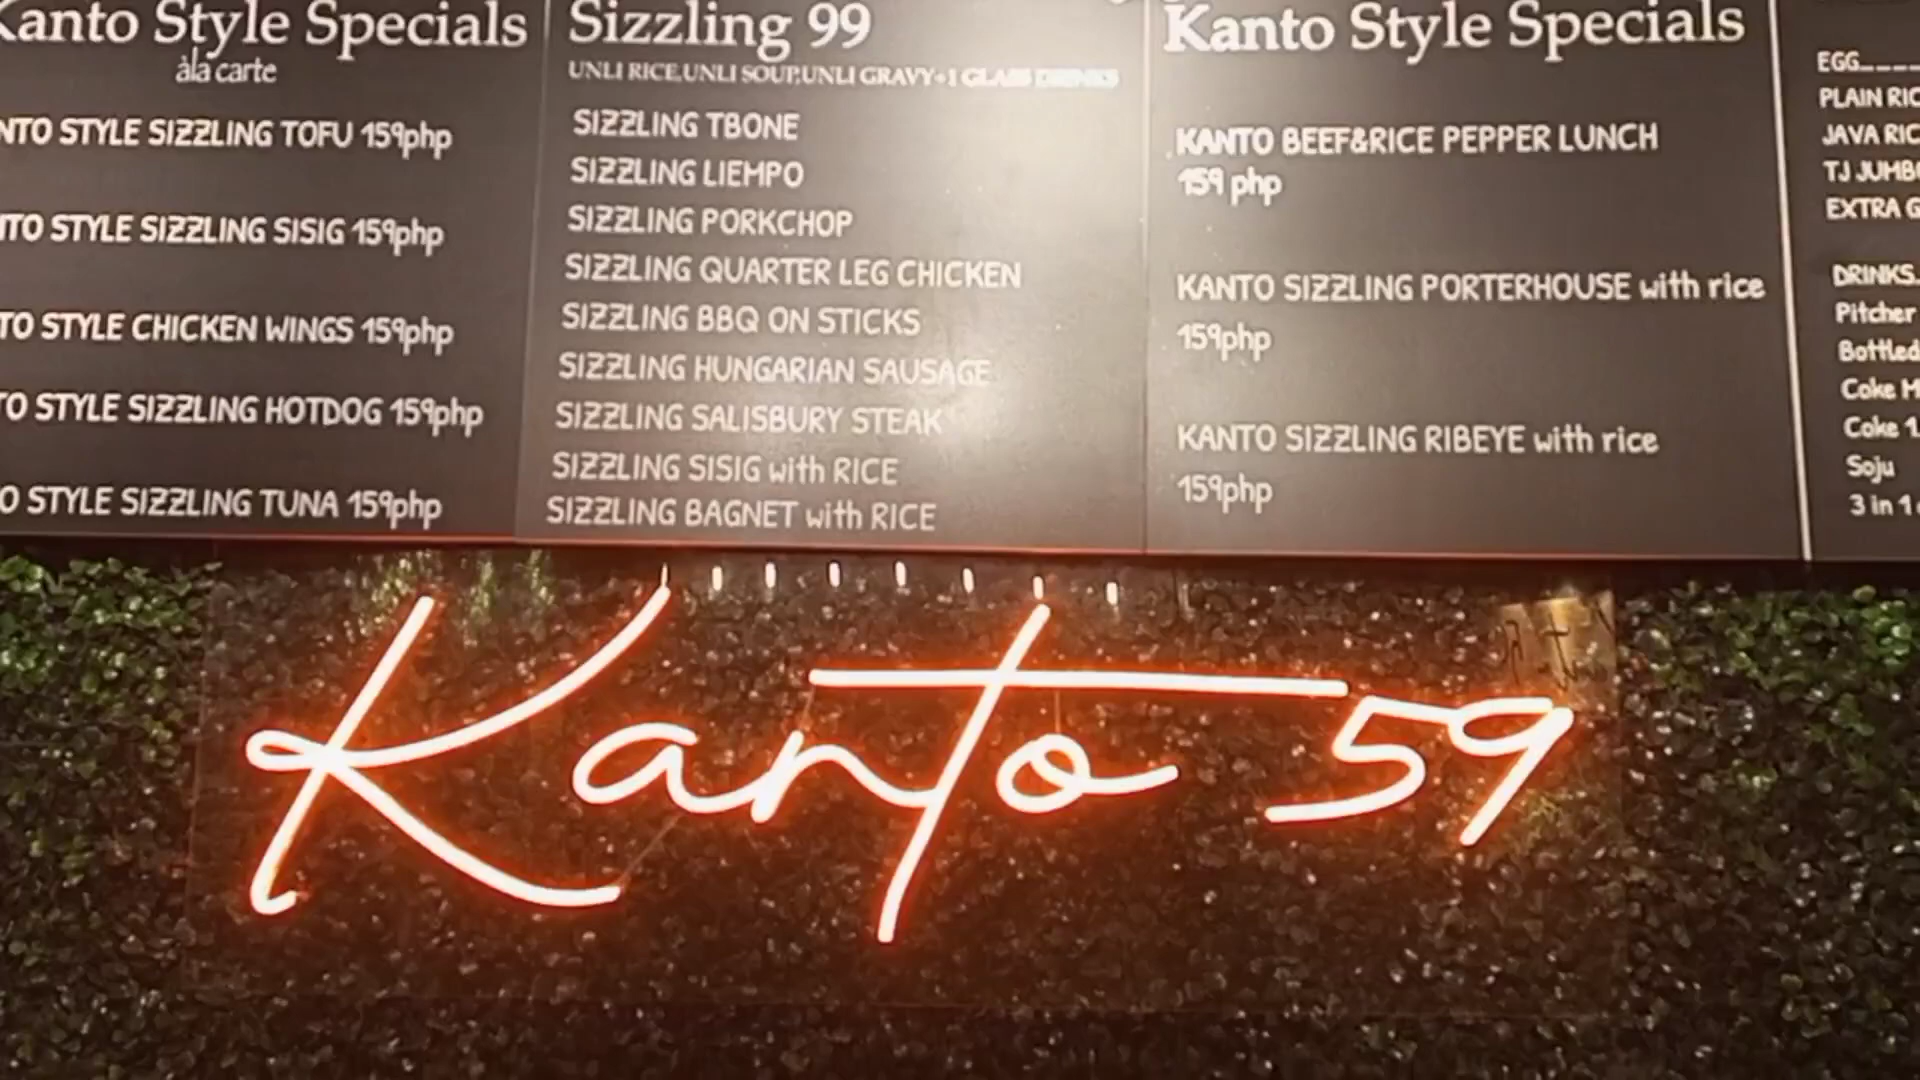 Kanto Style Specials
àla carte
NTO STYLE SIZZLING TOFU 159php
NTO STYLE SIZZLING SISIG 159php
TO STYLE CHICKEN WINGS 159php
TO STYLE SIZZLING HOTDOG 159php
O STYLE SIZZLING TUNA 159php
Sizzling 99
UNLI RICE,UNLI SOUP,UNLI GRAVY+1 GLASS DRINKS
SIZZLING TBONE
SIZZLING LIEMPO
SIZZLING PORKCHOP
SIZZLING QUARTER LEG CHICKEN
SIZZLING BBQ ON STICKS
SIZZLING HUNGARIAN SAUSAGE
SIZZLING SALISBURY STEAK
SIZZLING SISIG with RICE
SIZZLING BAGNET with RICE
Kanto Style Specials
KANTO BEEF&RICE PEPPER LUNCH
159 php
KANTO SIZZLING PORTERHOUSE with rice
159php
KANTO SIZZLING RIBEYE with rice
159php
EGG____
PLAIN RIC
JAVA RIC
TJ JUMB
EXTRA G
DRINKS
Pitcher
Bottled
Coke M
Coke 1.
Soju
3 in 1
Kanto 59